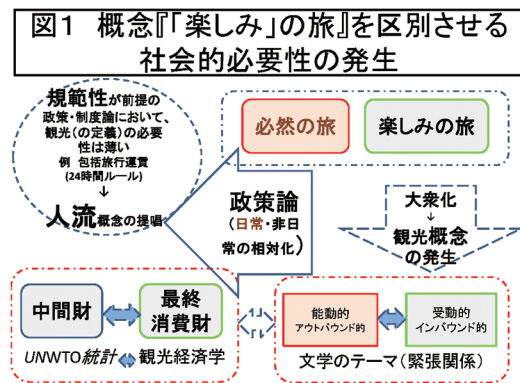 図1　概念『「楽しみ」の旅』を区別させる
社会的必要性の発生
規範性が前提の
政策・制度論において、
観光(の定義)の必要
性は薄い
例　包括旅行運賃
(24時間ルール)
↓
人流概念の提唱
必然の旅
楽しみの旅
政策論
(日常・非日
常の相対化)
大衆化
↓
観光概念
の発生
中間財
最終
消費財
UNWTO統計
観光経済学
能動的
アウトバウンド的
受動的
インバウンド的
文学のテーマ(緊張関係)